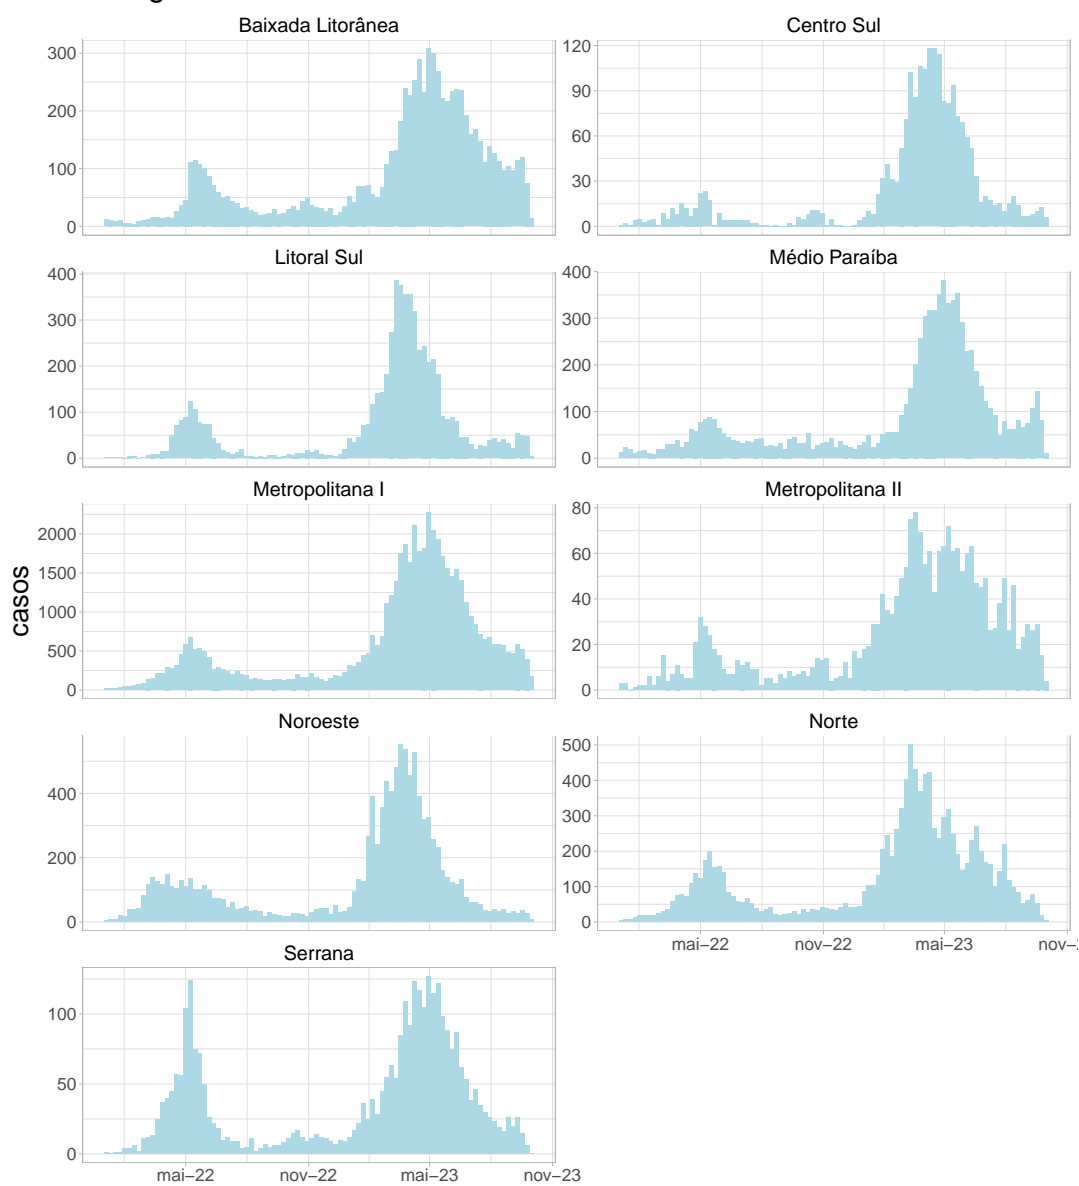 Baixada Litorânea
Centro Sul
300
200
100
0
120
90
60
30
0
Litoral Sul
Médio Paraíba
400
300
200
100
0
400
300
200
100
0
Metropolitana I
Metropolitana II
2000
1500
1000
500
0
80
60
40
20
0
casos
Noroeste
Norte
400
200
0
500
400
300
200
100
0
mai−22
nov−22
mai−23
Serrana
100
50
0
mai−22
nov−22
mai−23
nov−23